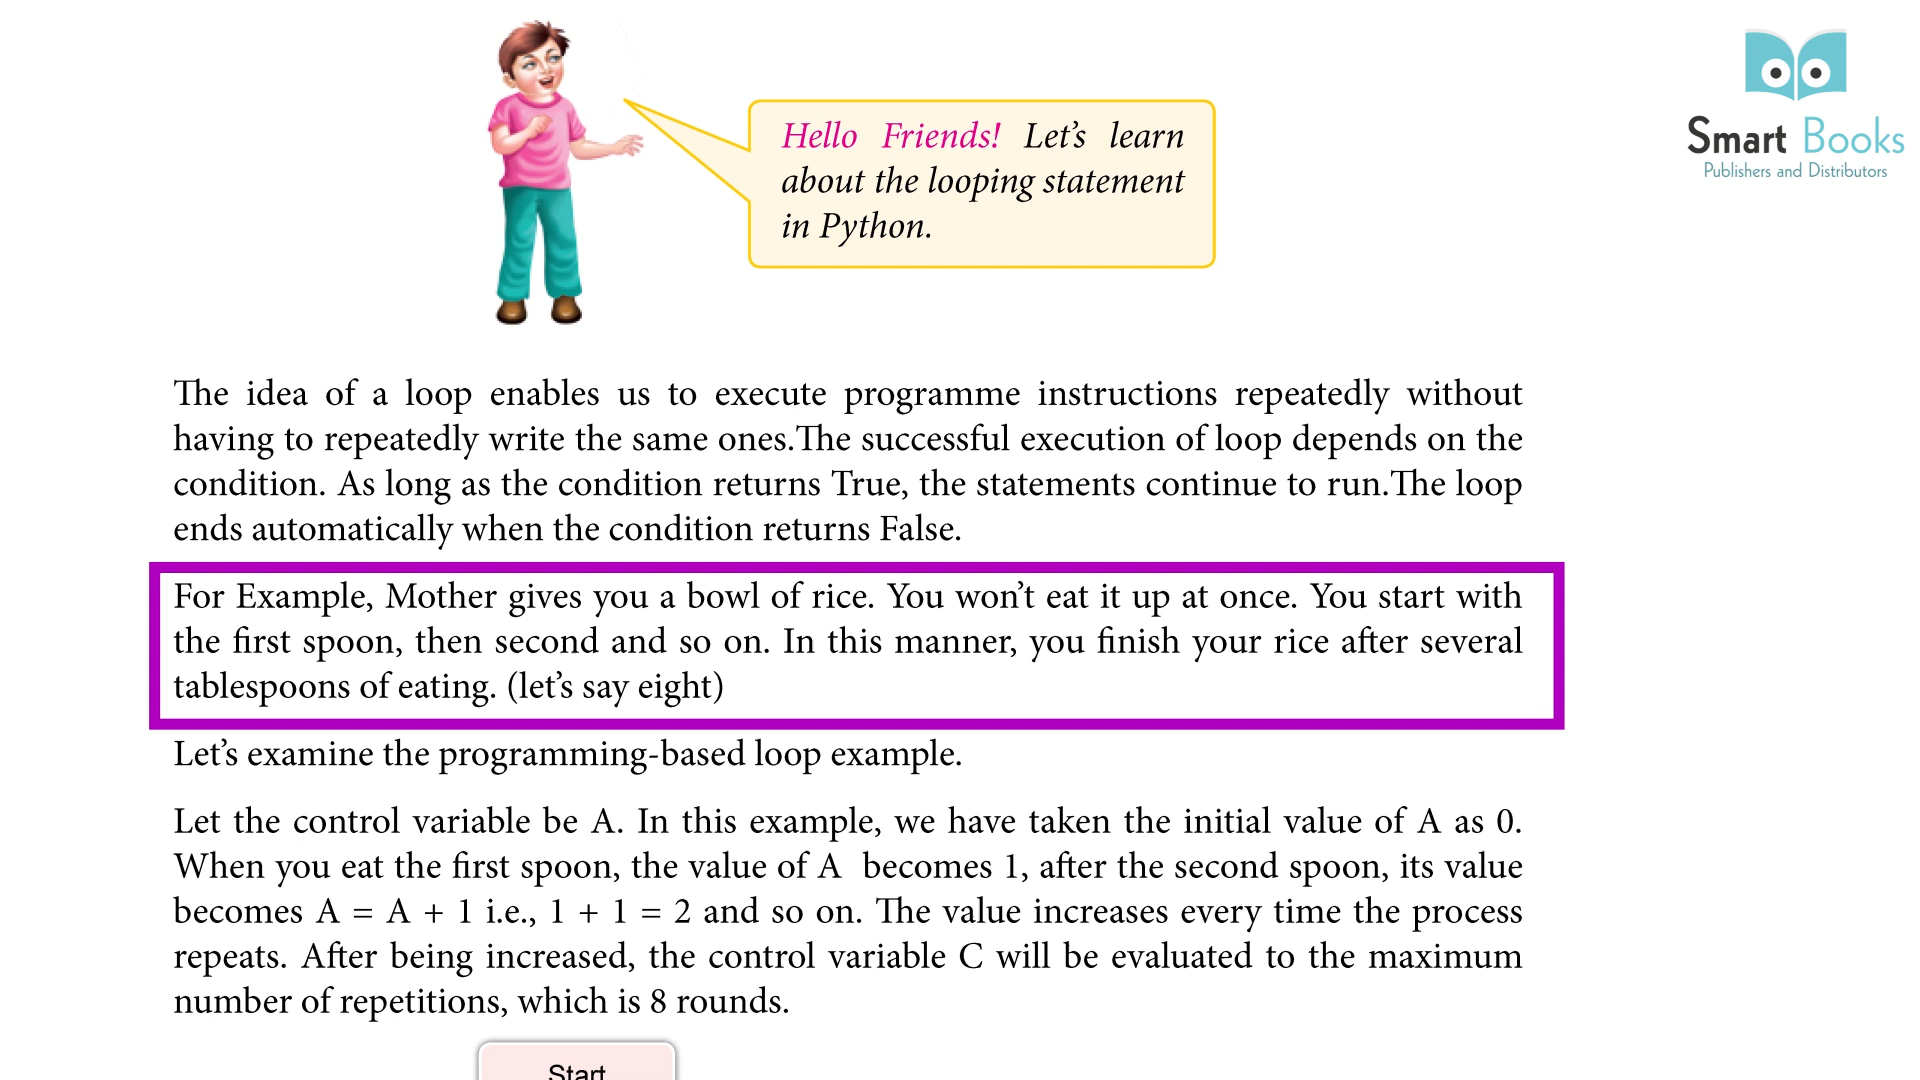 Hello Friends! Let’s learn
about the looping statement
in Python.
Smart Books
Publishers and Distributors
The idea of a loop enables us to execute programme instructions repeatedly without
having to repeatedly write the same ones.The successful execution of loop depends on the
condition. As long as the condition returns True, the statements continue to run.The loop
ends automatically when the condition returns False.
For Example, Mother gives you a bowl of rice. You won’t eat it up at once. You start with
the first spoon, then second and so on. In this manner, you finish your rice after several
tablespoons of eating. (let’s say eight)
Let’s examine the programming-based loop example.
Let the control variable be A. In this example, we have taken the initial value of A as 0.
When you eat the first spoon, the value of A becomes 1, after the second spoon, its value
becomes A = A + 1 i.e., 1 + 1 = 2 and so on. The value increases every time the process
repeats. After being increased, the control variable C will be evaluated to the maximum
number of repetitions, which is 8 rounds.
Start